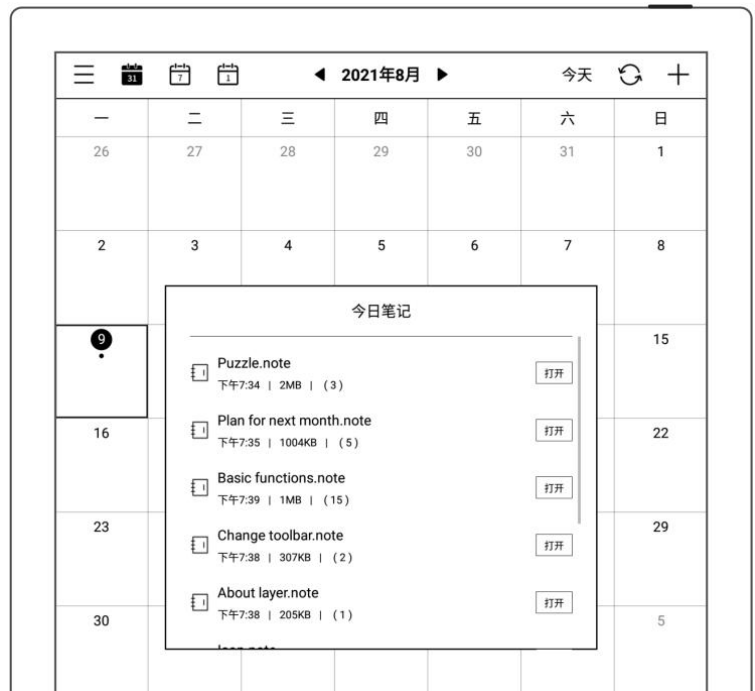 31 7 1 2021年8月 今天
一 二 三 四 五 六 日
26 27 28 29 30 31 1
2 3 4 5 6 7 8
今日笔记
9 15
Puzzle.note
下午7:34 | 2MB | (3) 打开
Plan for next month.note
下午7:35 | 1004KB | (5) 打开
16 22
Basic functions.note
下午7:39 | 1MB | (15) 打开
23 29
Change toolbar.note
下午7:38 | 307KB | (2) 打开
About layer.note
下午7:38 | 205KB | (1) 打开
30 5